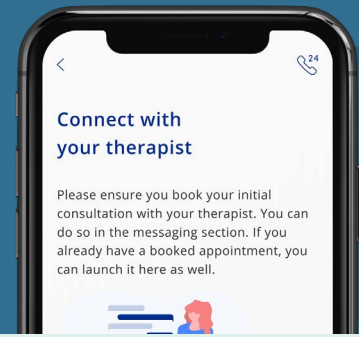 24
Connect with
your therapist
Please ensure you book your initial
consultation with your therapist. You can
do so in the messaging section. If you
already have a booked appointment, you
can launch it here as well.